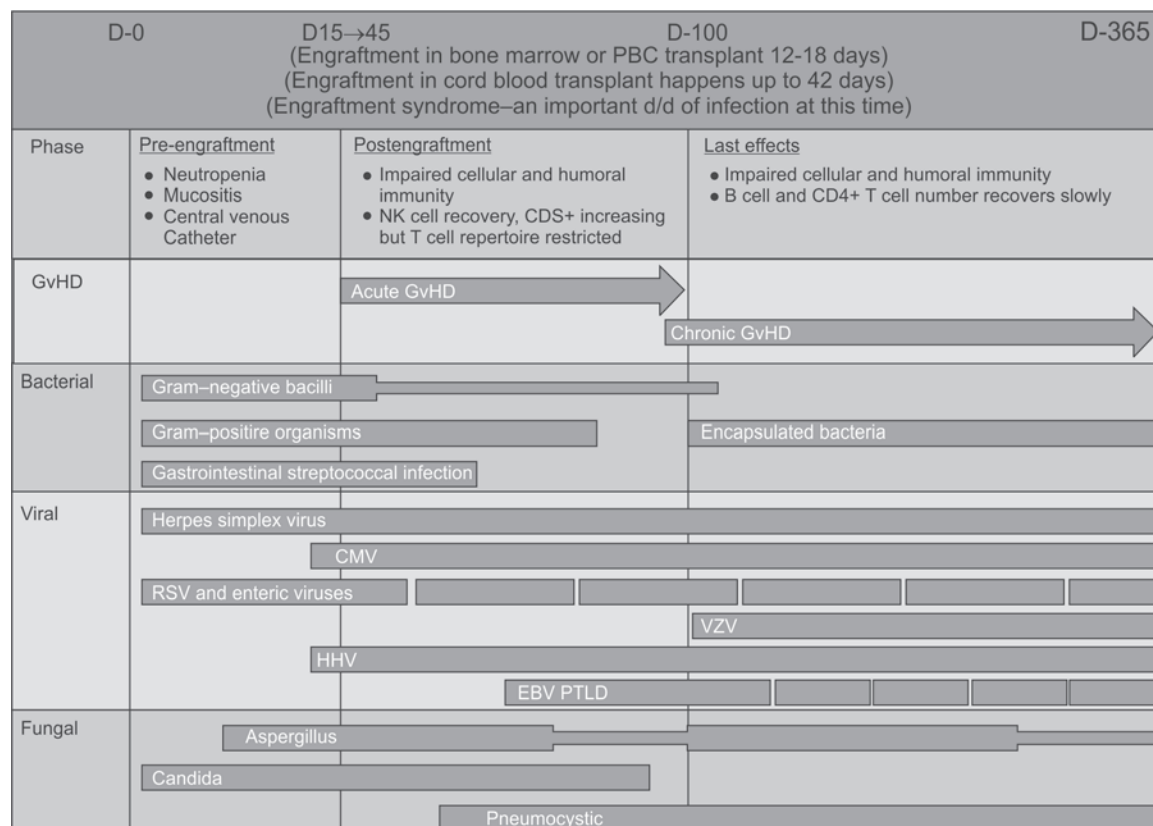 D-0 D15→45 D-100 D-365
(Engraftment in bone marrow or PBC transplant 12-18 days)
(Engraftment in cord blood transplant happens up to 42 days)
(Engraftment syndrome–an important d/d of infection at this time)
Phase
Pre-engraftment
● Neutropenia
● Mucositis
● Central venous
Catheter
Postengraftment
● Impaired cellular and humoral
immunity
● NK cell recovery, CDS+ increasing
but T cell repertoire restricted
Last effects
● Impaired cellular and humoral immunity
● B cell and CD4+ T cell number recovers slowly
GvHD
Acute GvHD
Chronic GvHD
Bacterial
Gram–negative bacilli
Gram–positire organisms
Encapsulated bacteria
Gastrointestinal streptococcal infection
Viral
Herpes simplex virus
CMV
RSV and enteric viruses
VZV
HHV
EBV PTLD
Fungal
Aspergillus
Candida
Pneumocystic